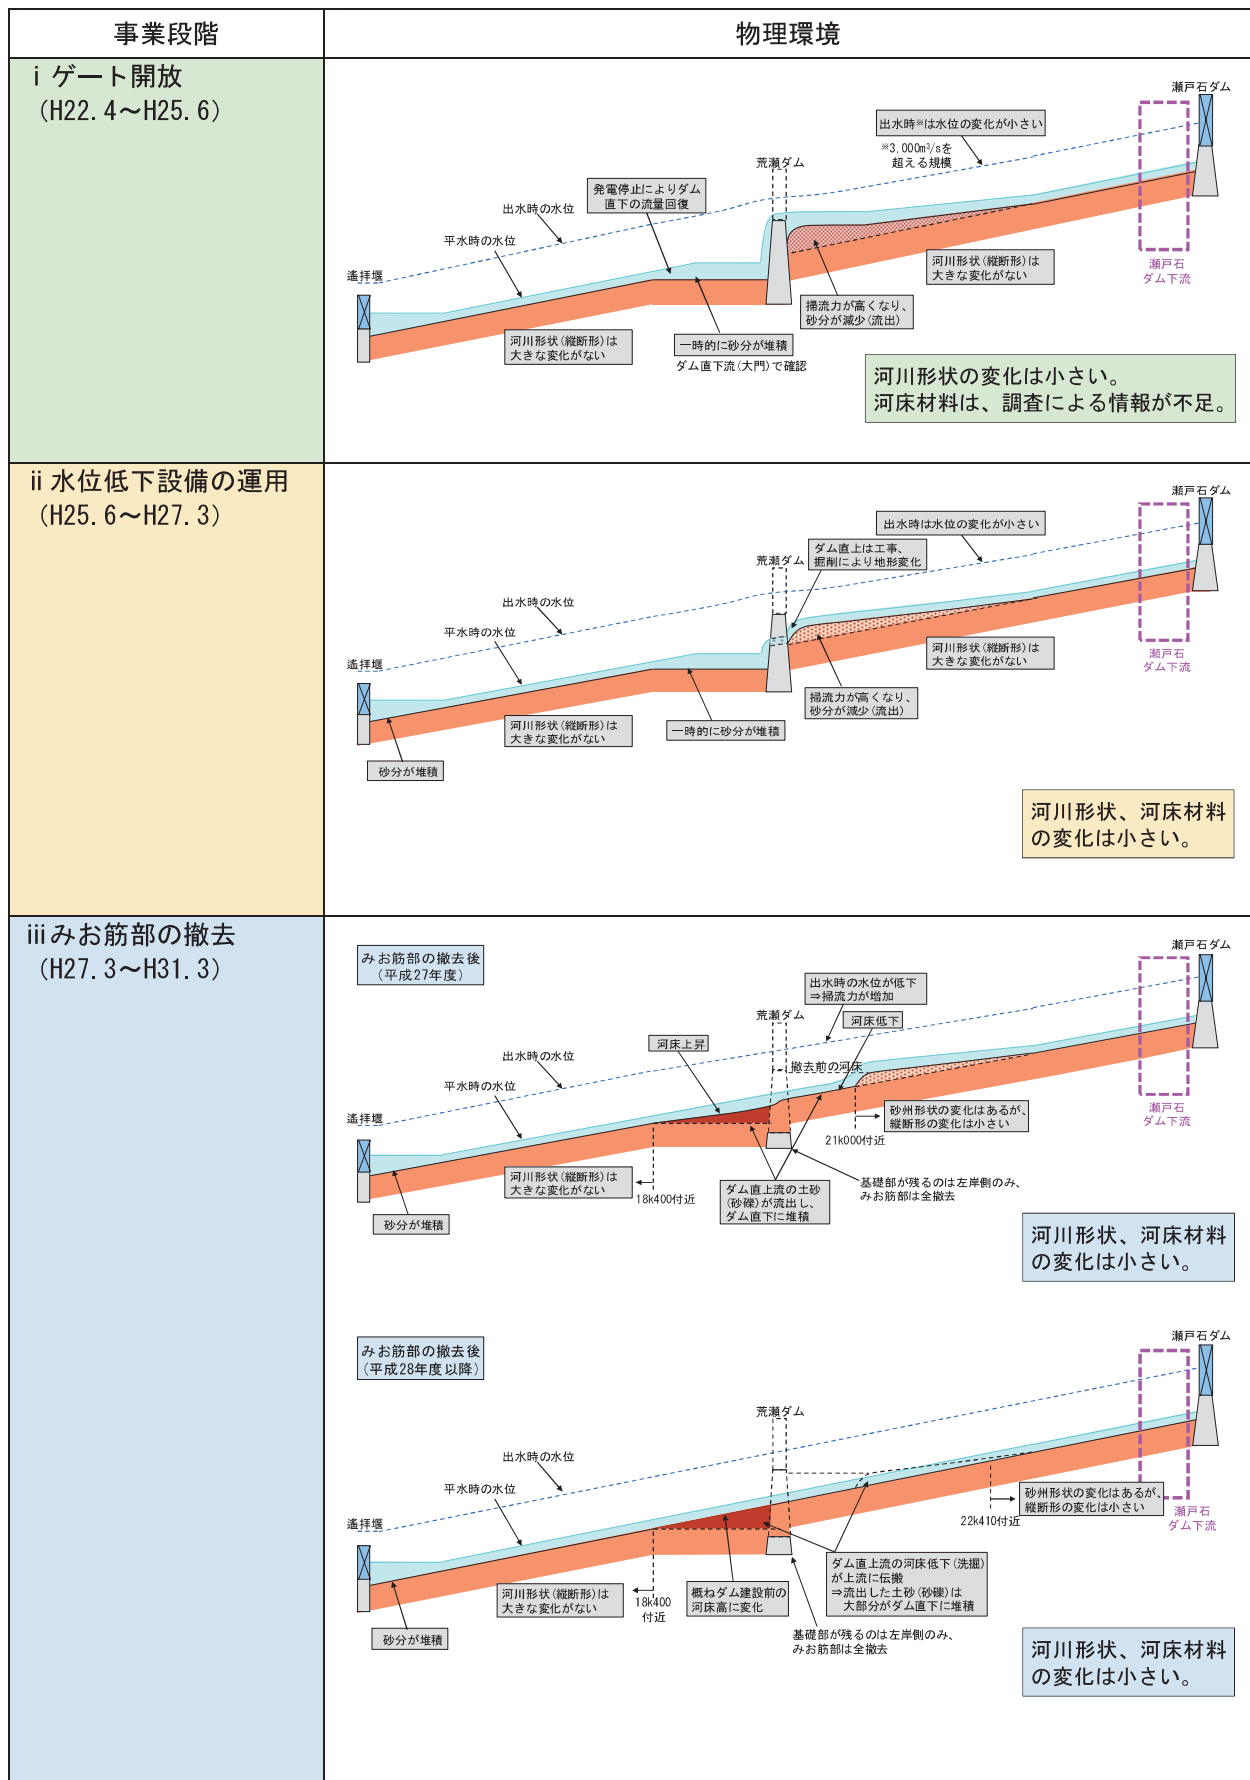 事業段階
物理環境
ⅰ ゲート開放
(H22.4～H25.6)
瀬戸石ダム
出水時※は水位の変化が小さい
※3,000m³/sを
超える規模
荒瀬ダム
発電停止によりダム
直下の流量回復
出水時の水位
平水時の水位
遙拝堰
河川形状(縦断形)は
大きな変化がない
瀬戸石
ダム下流
掃流力が高くなり、
砂分が減少(流出)
河川形状(縦断形)は
大きな変化がない
一時的に砂分が堆積
ダム直下流(大門)で確認
河川形状の変化は小さい。
河床材料は、調査による情報が不足。
ⅱ 水位低下設備の運用
(H25.6～H27.3)
瀬戸石ダム
出水時は水位の変化が小さい
ダム直上は工事、
掘削により地形変化
荒瀬ダム
出水時の水位
平水時の水位
遙拝堰
河川形状(縦断形)は
大きな変化がない
瀬戸石
ダム下流
掃流力が高くなり、
砂分が減少(流出)
河川形状(縦断形)は
大きな変化がない
一時的に砂分が堆積
砂分が堆積
河川形状、河床材料
の変化は小さい。
ⅲ みお筋部の撤去
(H27.3～H31.3)
みお筋部の撤去後
(平成27年度)
瀬戸石ダム
出水時の水位が低下
⇒掃流力が増加
荒瀬ダム
河床低下
河床上昇
出水時の水位
撤去前の河床
平水時の水位
遙拝堰
砂州形状の変化はあるが、
縦断形の変化は小さい
瀬戸石
ダム下流
21k000付近
河川形状(縦断形)は
大きな変化がない
18k400付近
ダム直上流の土砂
(砂礫)が流出し、
ダム直下に堆積
基礎部が残るのは左岸側のみ、
みお筋部は全撤去
砂分が堆積
河川形状、河床材料
の変化は小さい。
みお筋部の撤去後
(平成28年度以降)
瀬戸石ダム
荒瀬ダム
出水時の水位
平水時の水位
遙拝堰
砂州形状の変化はあるが、
縦断形の変化は小さい
22k410付近
瀬戸石
ダム下流
河川形状(縦断形)は
大きな変化がない
18k400
付近
概ねダム建設前の
河床高に変化
ダム直上流の河床低下(洗掘)
が上流に伝搬
⇒流出した土砂(砂礫)は
大部分がダム直下に堆積
砂分が堆積
基礎部が残るのは左岸側のみ、
みお筋部は全撤去
河川形状、河床材料
の変化は小さい。